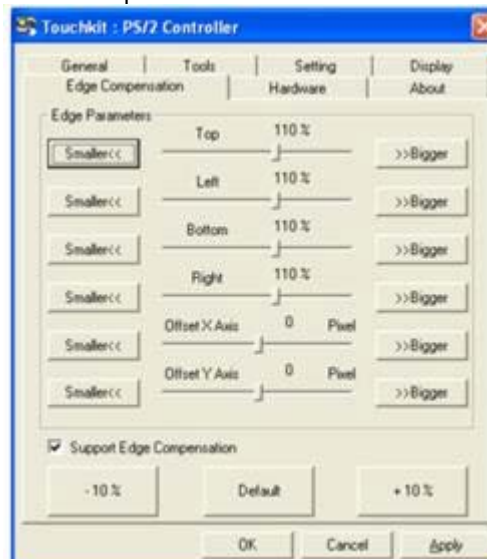 Touchkit : PS/2 Controller
General Tools Setting Display
Edge Compensation Hardware About
Edge Parameters
Top 110 %
Smaller<< >>Bigger
Left 110 %
Smaller<< >>Bigger
Bottom 110 %
Smaller<< >>Bigger
Right 110 %
Smaller<< >>Bigger
Offset X Axis 0 Pixel
Smaller<< >>Bigger
Offset Y Axis 0 Pixel
Smaller<< >>Bigger
Support Edge Compensation
- 10 % Default + 10 %
OK Cancel Apply